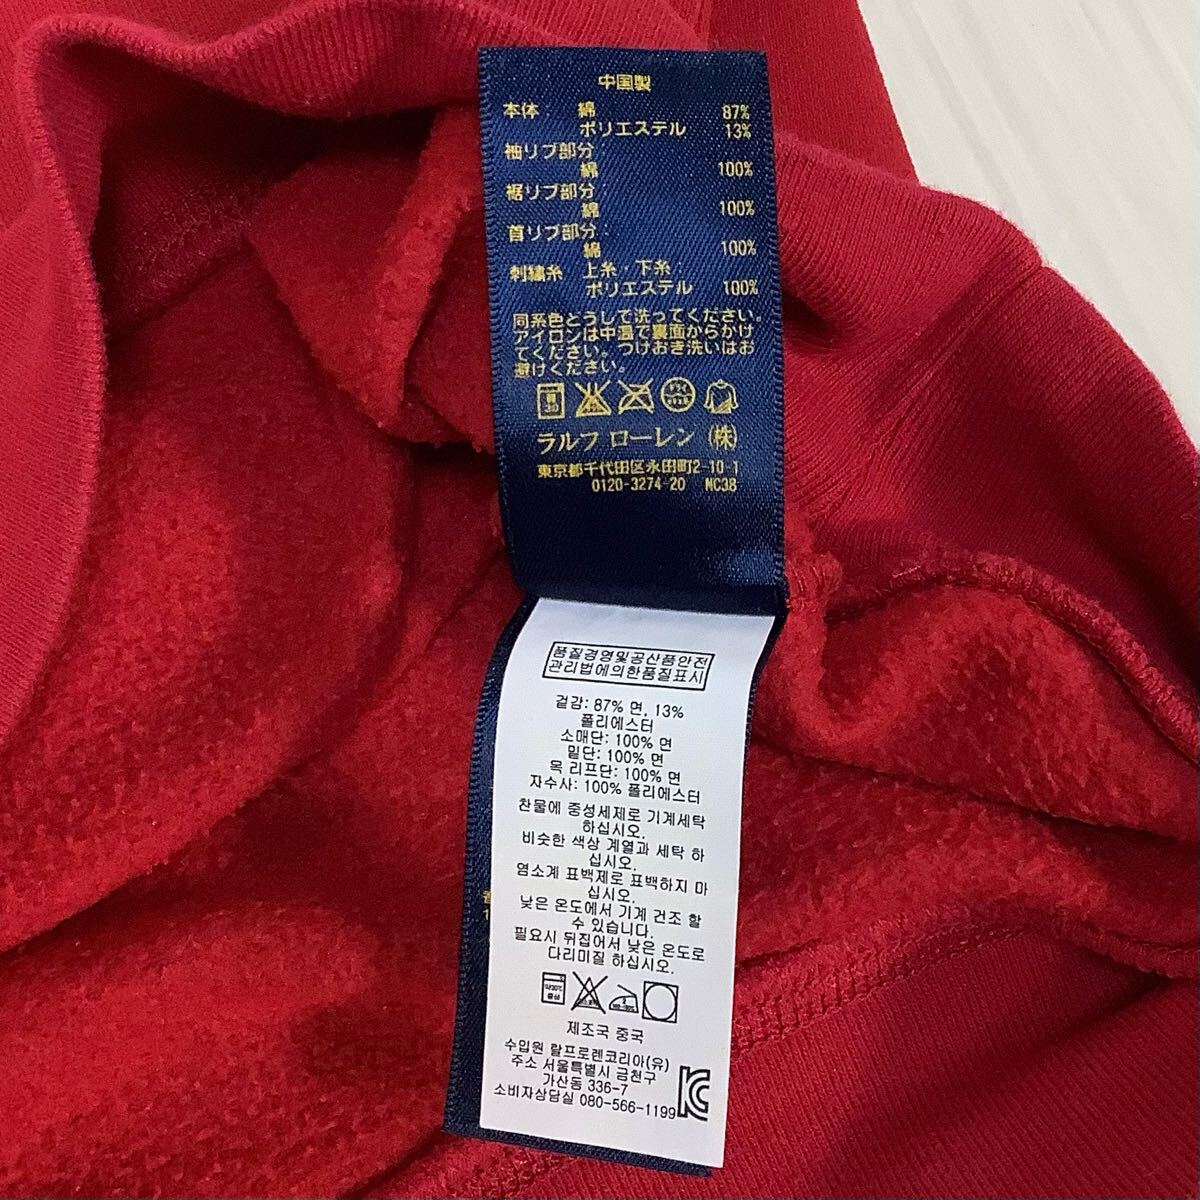 中国製
本体: 綿 87%
ポリエステル 13%
袖リブ部分:
綿 100%
裾リブ部分:
綿 100%
首リブ部分:
綿 100%
刺繍糸 上糸・下糸:
ポリエステル 100%
同系色とうして洗ってください。
アイロンは中温で裏面からかけ
てください。つけおき洗いはお
避けください。
ラルフ ローレン (株)
東京都千代田区永田町2-10-1
0120-3274-20 MC38
품질경영및공산품안전
관리법에의한품질표시
겉감: 87% 면, 13%
폴리에스터
소매단: 100% 면
밑단: 100% 면
목 리프단: 100% 면
자수사: 100% 폴리에스터
찬물에 중성세제로 기계세탁
하십시오.
비슷한 색상 계열과 세탁 하
십시오.
염소계 표백제로 표백하지 마
십시오.
낮은 온도에서 기계 건조 할
수 있습니다.
필요시 뒤집어서 낮은 온도로
다리미질 하십시오.
제조국 중국
수입원 랄프로렌코리아(유)
주소 서울특별시 금천구
가산동 336-7
소비자상담실 080-566-1199